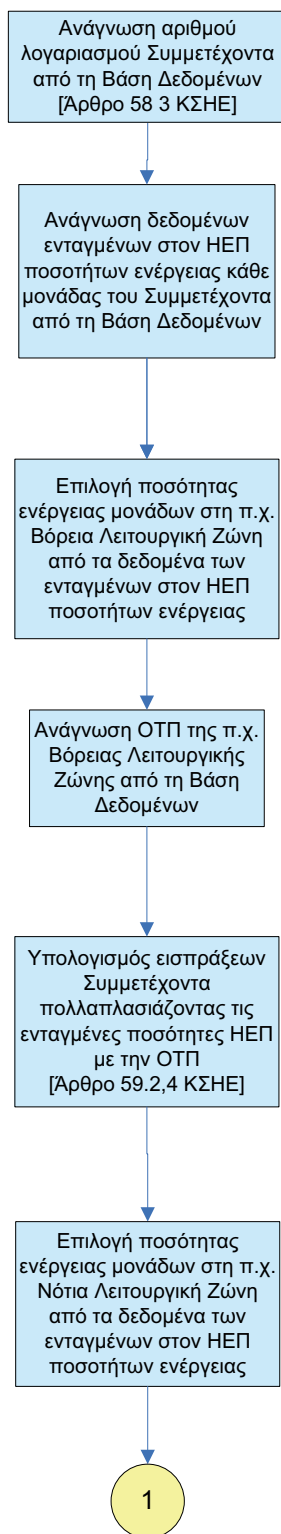 Ανάγνωση αριθμού
λογαριασμού Συμμετέχοντα
από τη Βάση Δεδομένων
[Άρθρο 58 3 ΚΣΗΕ]
Ανάγνωση δεδομένων
ενταγμένων στον ΗΕΠ
ποσοτήτων ενέργειας κάθε
μονάδας του Συμμετέχοντα
από τη Βάση Δεδομένων
Επιλογή ποσότητας
ενέργειας μονάδων στη π.χ.
Βόρεια Λειτουργική Ζώνη
από τα δεδομένα των
ενταγμένων στον ΗΕΠ
ποσοτήτων ενέργειας
Ανάγνωση ΟΤΠ της π.χ.
Βόρειας Λειτουργικής
Ζώνης από τη Βάση
Δεδομένων
Υπολογισμός εισπράξεων
Συμμετέχοντα
πολλαπλασιάζοντας τις
ενταγμένες ποσότητες ΗΕΠ
με την ΟΤΠ
[Άρθρο 59.2,4 ΚΣΗΕ]
Επιλογή ποσότητας
ενέργειας μονάδων στη π.χ.
Νότια Λειτουργική Ζώνη
από τα δεδομένα των
ενταγμένων στον ΗΕΠ
ποσοτήτων ενέργειας
1